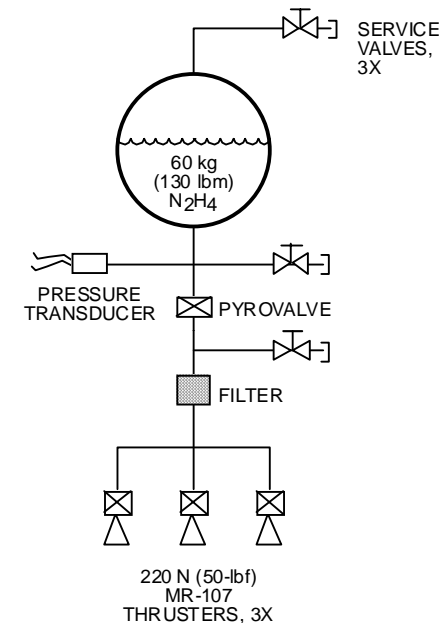 SERVICE
VALVES,
3X
60 kg
(130 lbm)
N2H4
PRESSURE
TRANSDUCER
PYROVALVE
FILTER
220 N (50-lbf)
MR-107
THRUSTERS, 3X